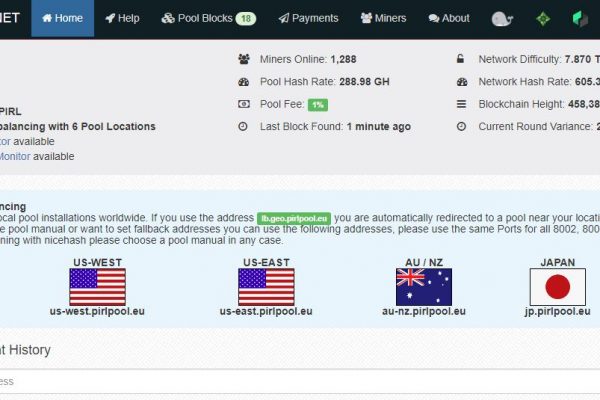 NET Home Help Pool Blocks 18 Payments Miners About
Miners Online: 1,288 Network Difficulty: 7.870 T
Pool Hash Rate: 288.98 GH Network Hash Rate: 605.3
PIRL Pool Fee: 1% Blockchain Height: 458,38
balancing with 6 Pool Locations Last Block Found: 1 minute ago Current Round Variance: 2
tor available
Monitor available
ncing
ocal pool installations worldwide. If you use the address lb.geo.pirlpool.eu you are automatically redirected to a pool near your locati
e pool manual or want to set fallback addresses you can use the following addresses, please use the same Ports for all 8002, 800
ning with nicehash please choose a pool manual in any case.
US-WEST US-EAST AU / NZ JAPAN
us-west.pirlpool.eu us-east.pirlpool.eu au-nz.pirlpool.eu jp.pirlpool.eu
nt History
ess